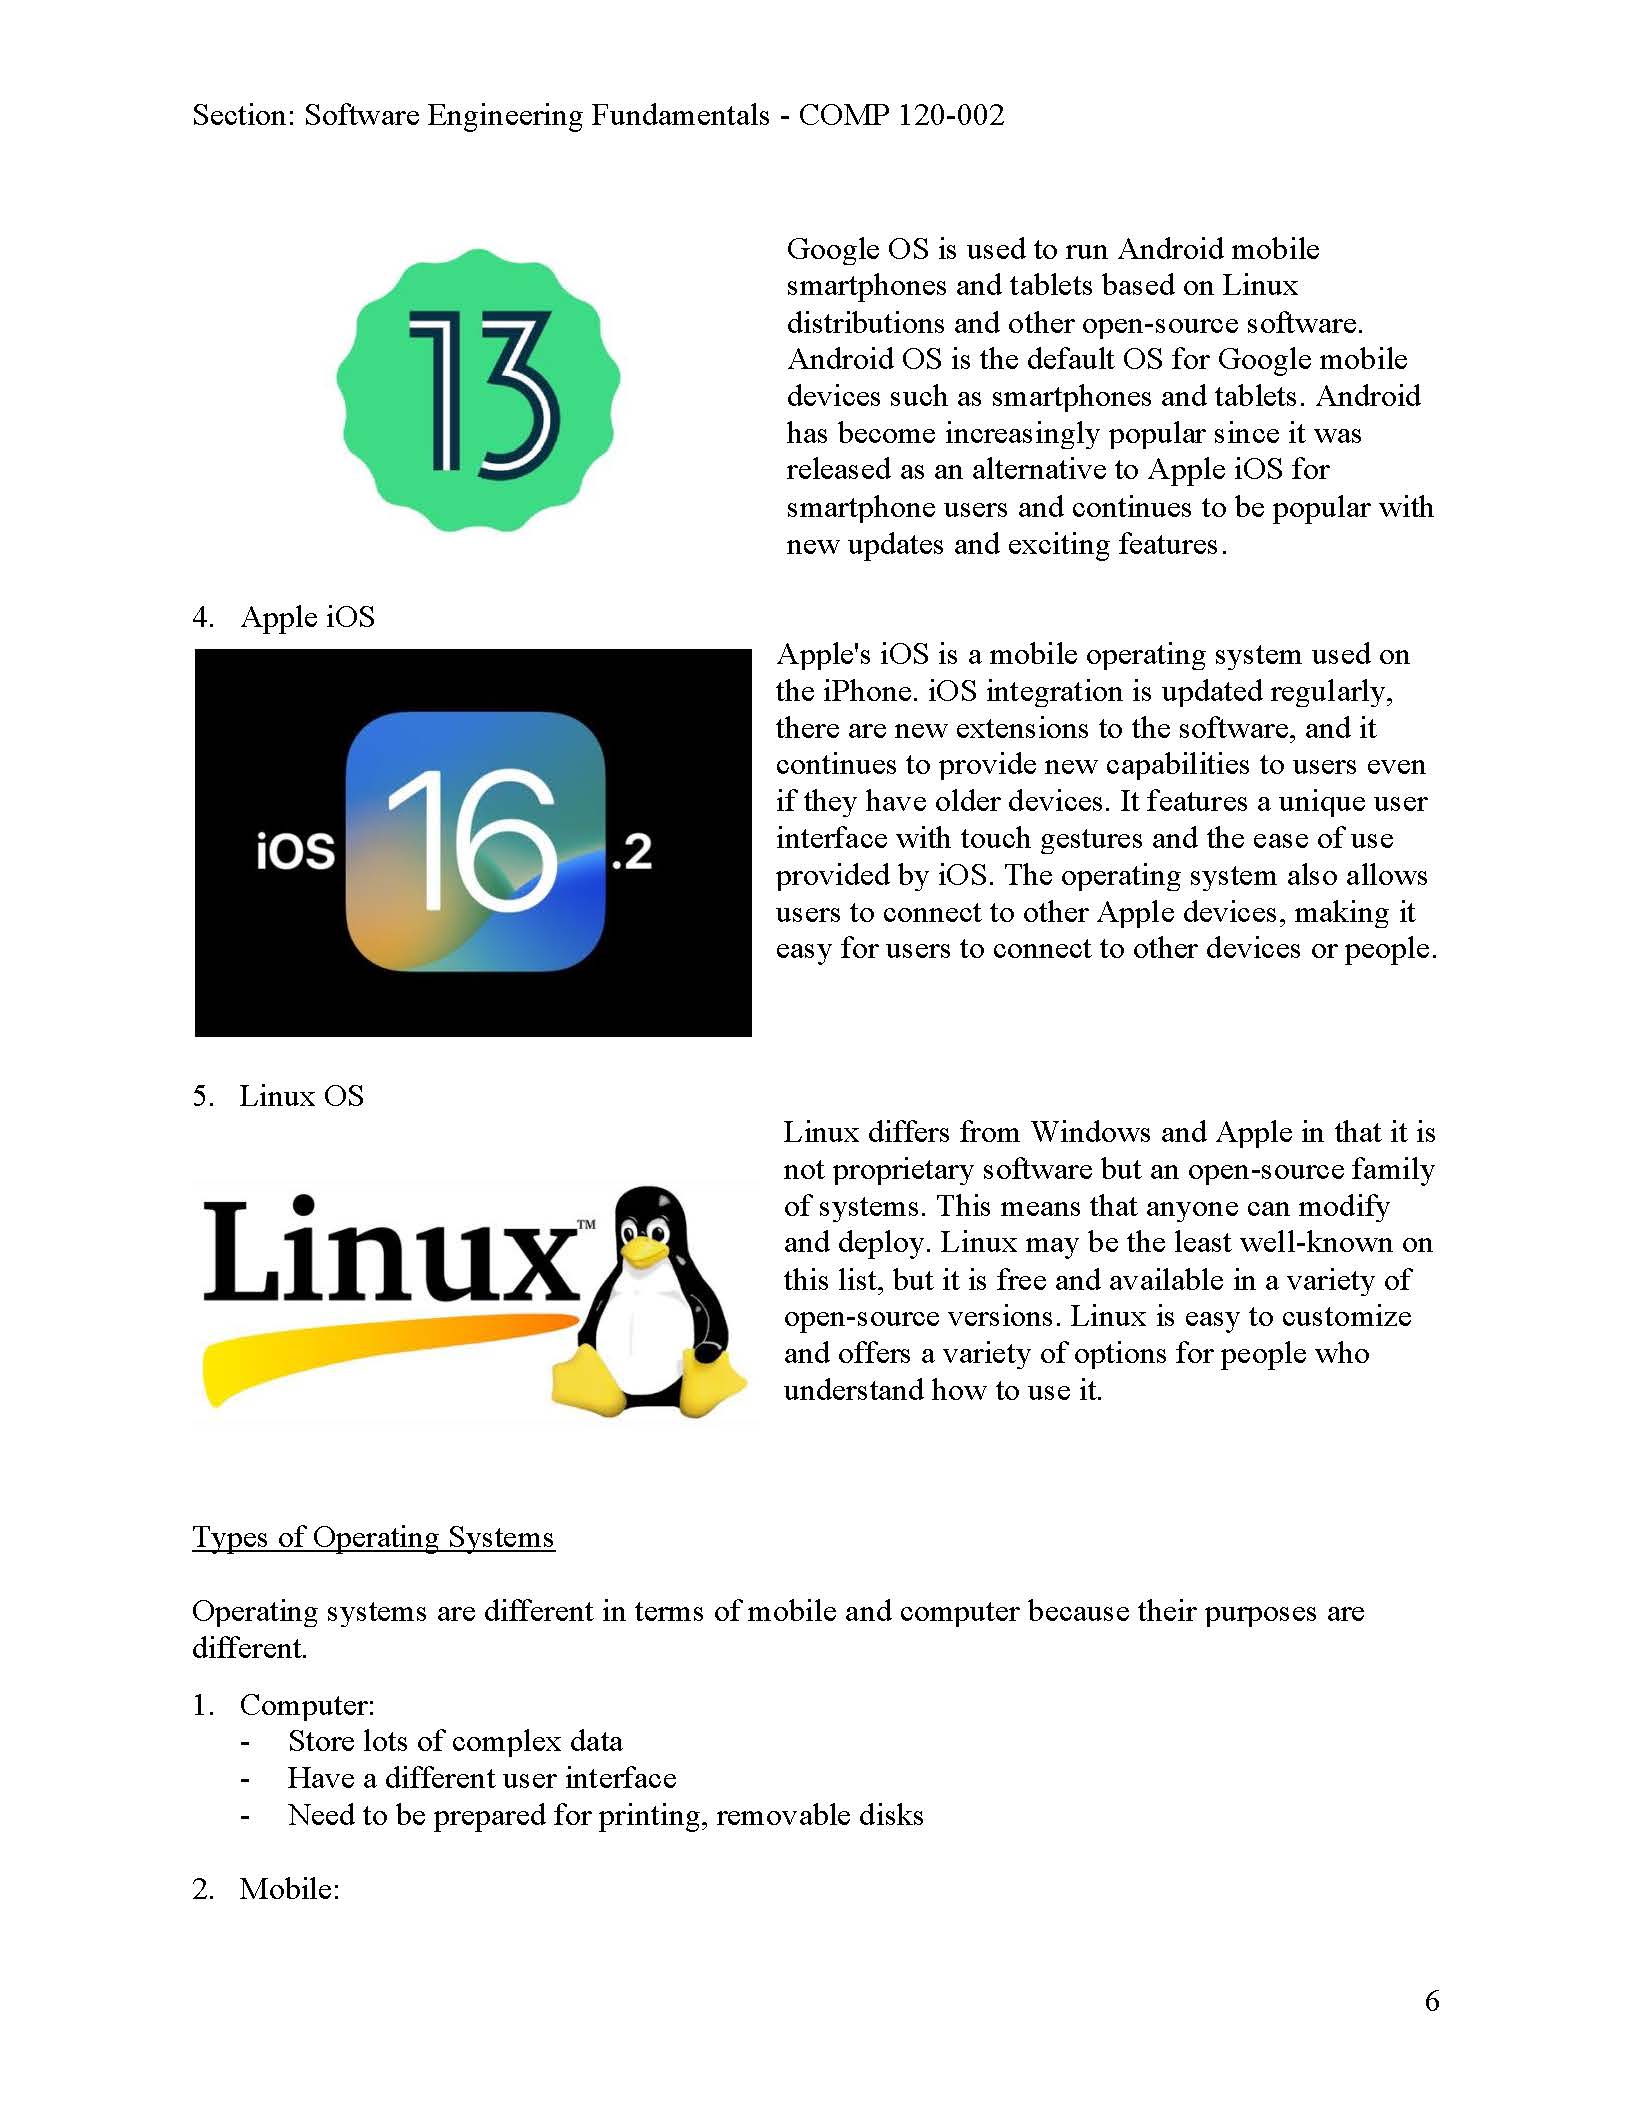 Section: Software Engineering Fundamentals - COMP 120-002
13
Google OS is used to run Android mobile
smartphones and tablets based on Linux
distributions and other open-source software.
Android OS is the default OS for Google mobile
devices such as smartphones and tablets. Android
has become increasingly popular since it was
released as an alternative to Apple iOS for
smartphone users and continues to be popular with
new updates and exciting features.
4. Apple iOS
iOS 16.2
Apple's iOS is a mobile operating system used on
the iPhone. iOS integration is updated regularly,
there are new extensions to the software, and it
continues to provide new capabilities to users even
if they have older devices. It features a unique user
interface with touch gestures and the ease of use
provided by iOS. The operating system also allows
users to connect to other Apple devices, making it
easy for users to connect to other devices or people.
5. Linux OS
Linux™
Linux differs from Windows and Apple in that it is
not proprietary software but an open-source family
of systems. This means that anyone can modify
and deploy. Linux may be the least well-known on
this list, but it is free and available in a variety of
open-source versions. Linux is easy to customize
and offers a variety of options for people who
understand how to use it.
Types of Operating Systems
Operating systems are different in terms of mobile and computer because their purposes are
different.
1. Computer:
- Store lots of complex data
- Have a different user interface
- Need to be prepared for printing, removable disks
2. Mobile:
6